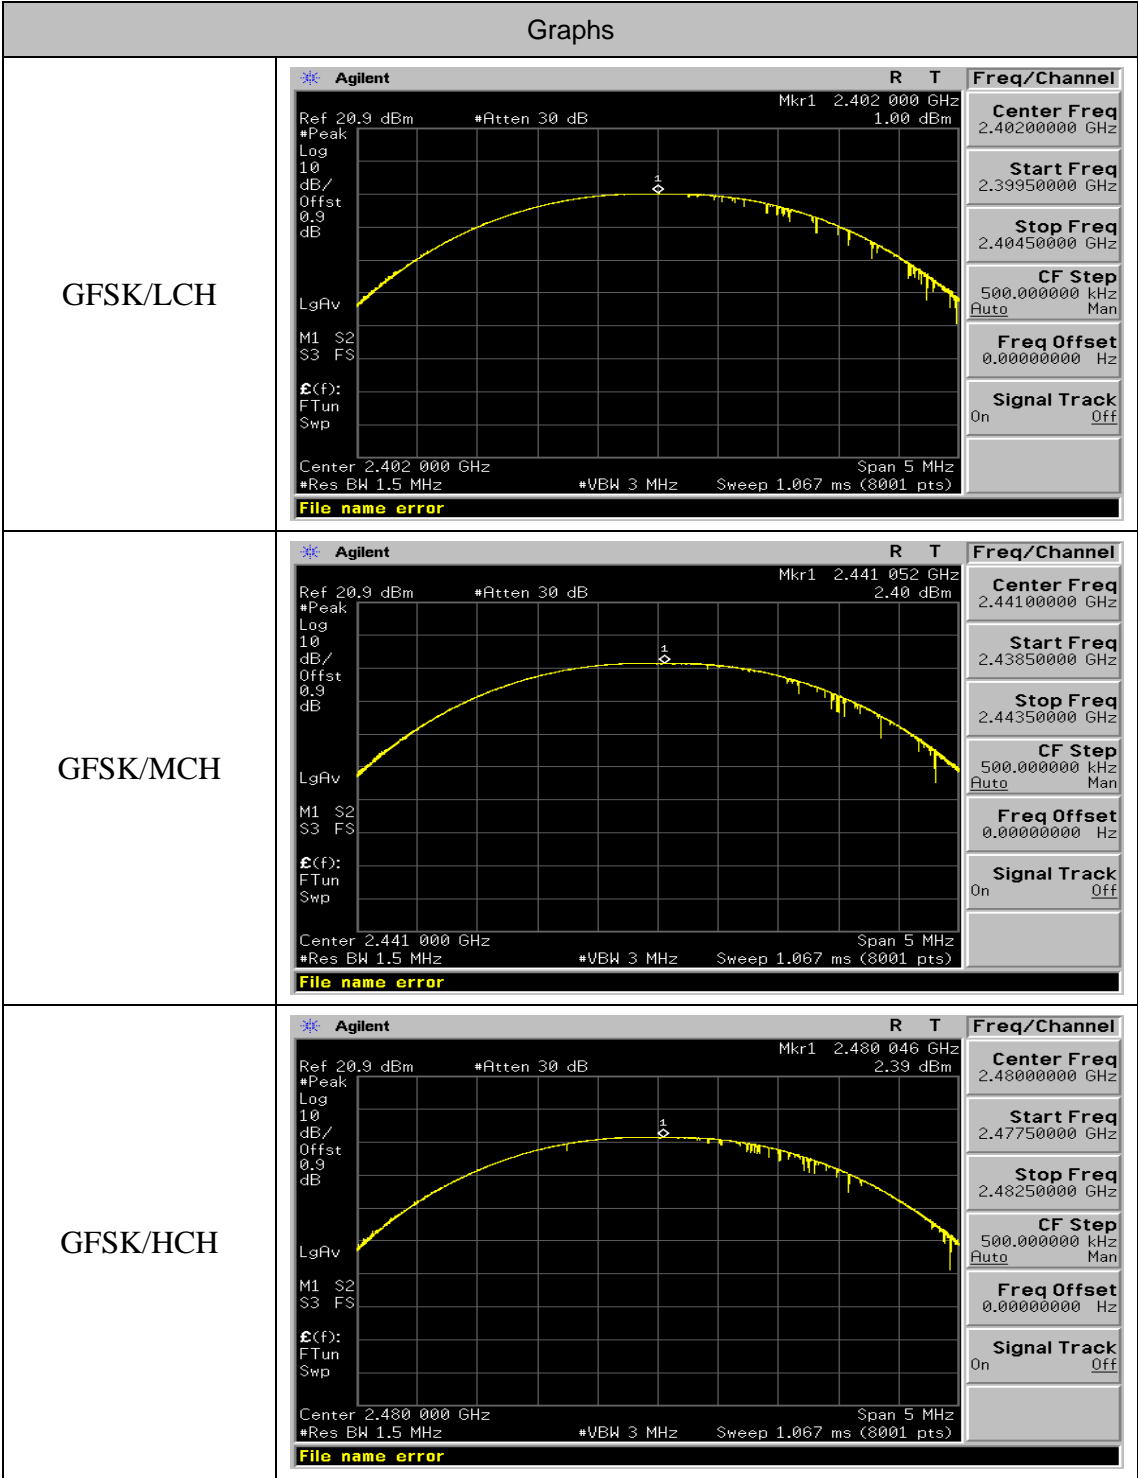 Graphs
GFSK/LCH
Agilent R T Freq/Channel
Mkr1 2.402 000 GHz
Ref 20.9 dBm #Atten 30 dB 1.00 dBm
#Peak
Log
10
dB/
Offst
0.9
dB
1
LgAv
M1 S2
S3 FS
£(f):
FTun
Swp
Center 2.402 000 GHz Span 5 MHz
#Res BW 1.5 MHz #VBW 3 MHz Sweep 1.067 ms (8001 pts)
File name error
Center Freq
2.40200000 GHz
Start Freq
2.39950000 GHz
Stop Freq
2.40450000 GHz
CF Step
500.000000 kHz
Auto Man
Freq Offset
0.00000000 Hz
Signal Track
On Off
GFSK/MCH
Agilent R T Freq/Channel
Mkr1 2.441 052 GHz
Ref 20.9 dBm #Atten 30 dB 2.40 dBm
#Peak
Log
10
dB/
Offst
0.9
dB
1
LgAv
M1 S2
S3 FS
£(f):
FTun
Swp
Center 2.441 000 GHz Span 5 MHz
#Res BW 1.5 MHz #VBW 3 MHz Sweep 1.067 ms (8001 pts)
File name error
Center Freq
2.44100000 GHz
Start Freq
2.43850000 GHz
Stop Freq
2.44350000 GHz
CF Step
500.000000 kHz
Auto Man
Freq Offset
0.00000000 Hz
Signal Track
On Off
GFSK/HCH
Agilent R T Freq/Channel
Mkr1 2.480 046 GHz
Ref 20.9 dBm #Atten 30 dB 2.39 dBm
#Peak
Log
10
dB/
Offst
0.9
dB
1
LgAv
M1 S2
S3 FS
£(f):
FTun
Swp
Center 2.480 000 GHz Span 5 MHz
#Res BW 1.5 MHz #VBW 3 MHz Sweep 1.067 ms (8001 pts)
File name error
Center Freq
2.48000000 GHz
Start Freq
2.47750000 GHz
Stop Freq
2.48250000 GHz
CF Step
500.000000 kHz
Auto Man
Freq Offset
0.00000000 Hz
Signal Track
On Off